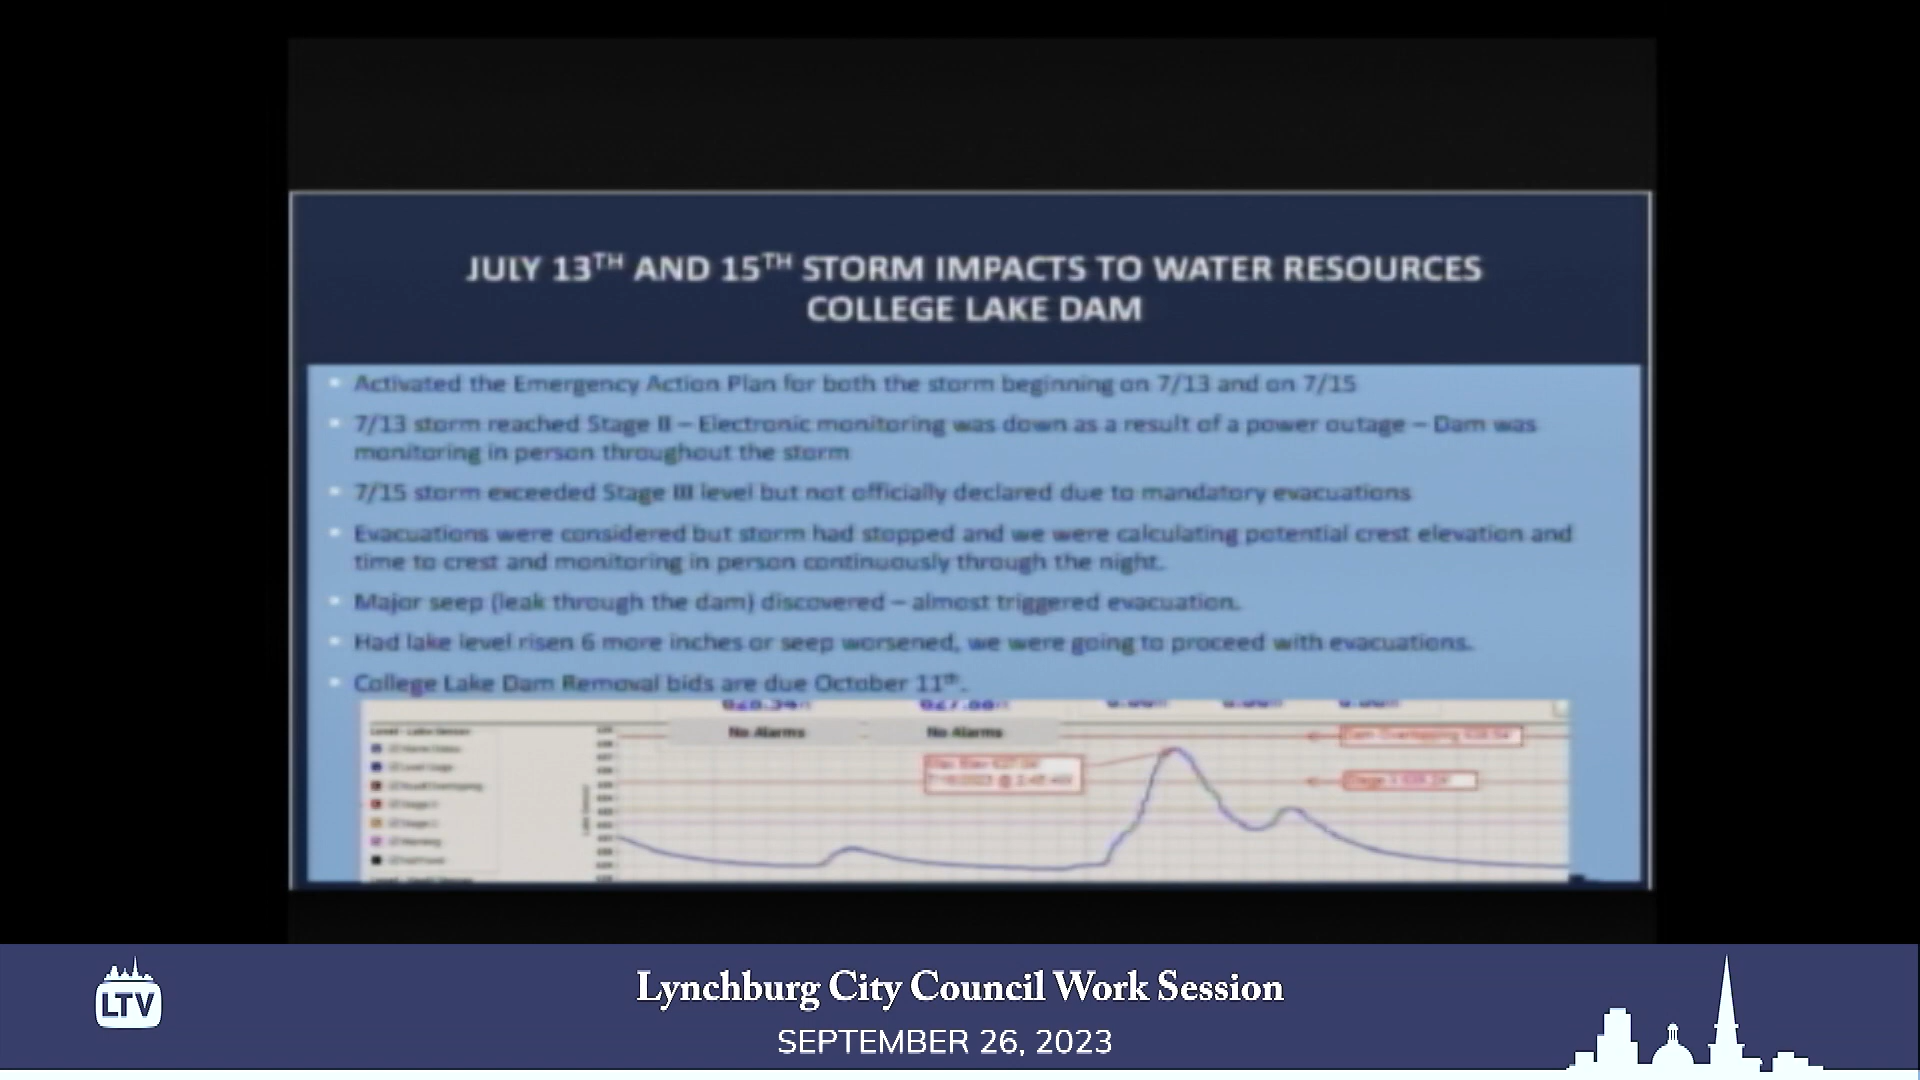 JULY 13TH AND 15TH STORM IMPACTS TO WATER RESOURCES
COLLEGE LAKE DAM
• Activated the Emergency Action Plan for both the storm beginning on 7/13 and on 7/15
• 7/13 storm reached Stage II – Electronic monitoring was down as a result of a power outage – Dam was
monitoring in person throughout the storm
• 7/15 storm exceeded Stage III level but not officially declared due to mandatory evacuations
• Evacuations were considered but storm had stopped and we were calculating potential crest elevation and
time to crest and monitoring in person continuously through the night.
• Major seep (leak through the dam) discovered – almost triggered evacuation.
• Had lake level risen 6 more inches or seep worsened, we were going to proceed with evacuations.
• College Lake Dam Removal bids are due October 11th.
No Alarms No Alarms
Level - Lake Sensor
Dam Overtopping
LTV
Lynchburg City Council Work Session
SEPTEMBER 26, 2023